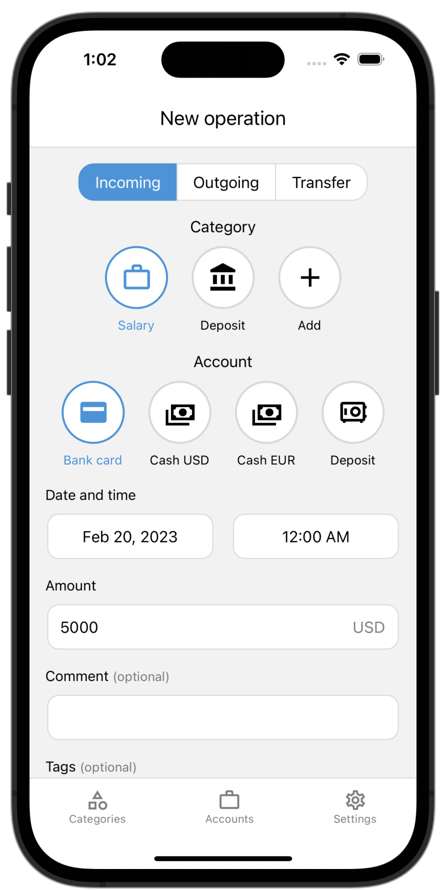 1:02
New operation
Incoming Outgoing Transfer
Category
Salary Deposit Add
Account
Bank card Cash USD Cash EUR Deposit
Date and time
Feb 20, 2023 12:00 AM
Amount
5000 USD
Comment (optional)
Tags (optional)
Categories Accounts Settings